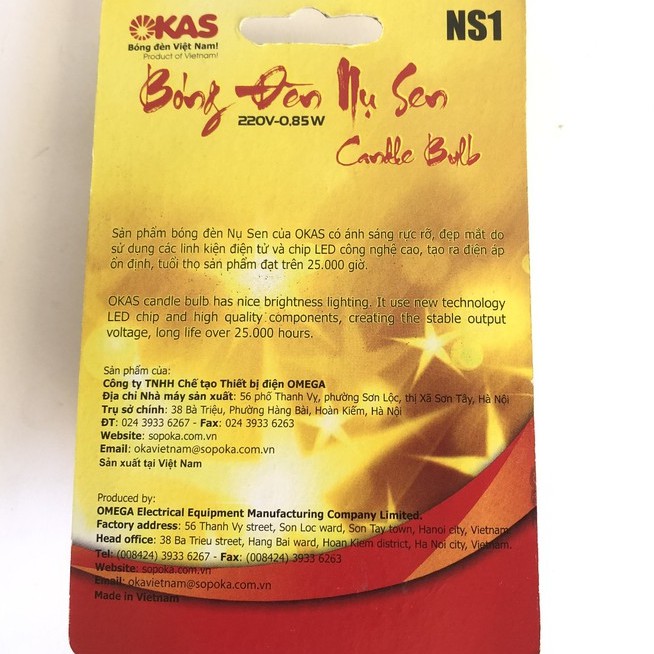 OKAS
Bóng đèn Việt Nam!
Product of Vietnam!
NS1
Bóng Đèn Nụ Sen
220V-0,85W
Candle Bulb
Sản phẩm bóng đèn Nụ Sen của OKAS có ánh sáng rực rỡ, đẹp mắt do
sử dụng các linh kiện điện tử và chip LED công nghê cao, tạo ra điện áp
ổn định, tuổi thọ sản phẩm đạt trên 25.000 giờ.
OKAS candle bulb has nice brightness lighting. It use new technology
LED chip and high quality components, creating the stable output
voltage, long life over 25.000 hours.
Sản phẩm của:
Công ty TNHH Chế tạo Thiết bị điện OMEGA
Địa chỉ Nhà máy sản xuất: 56 phố Thanh Vỵ, phường Sơn Lộc, thị Xã Sơn Tây, Hà Nội
Trụ sở chính: 38 Bà Triệu, Phường Hàng Bài, Hoàn Kiếm, Hà Nội
ĐT: 024 3933 6267 - Fax: 024 3933 6263
Website: sopoka.com.vn
Email: okavietnam@sopoka.com.vn
Sản xuất tại Việt Nam
Produced by:
OMEGA Electrical Equipment Manufacturing Company Limited.
Factory address: 56 Thanh Vy street, Son Loc ward, Son Tay town, Hanoi city, Vietnam
Head office: 38 Ba Trieu street, Hang Bai ward, Hoan Kiem district, Ha Noi city, Vietnam.
Tel: (008424) 3933 6267 - Fax: (008424) 3933 6263
Website: sopoka.com.vn
Email: okavietnam@sopoka.com.vn
Made in Vietnam